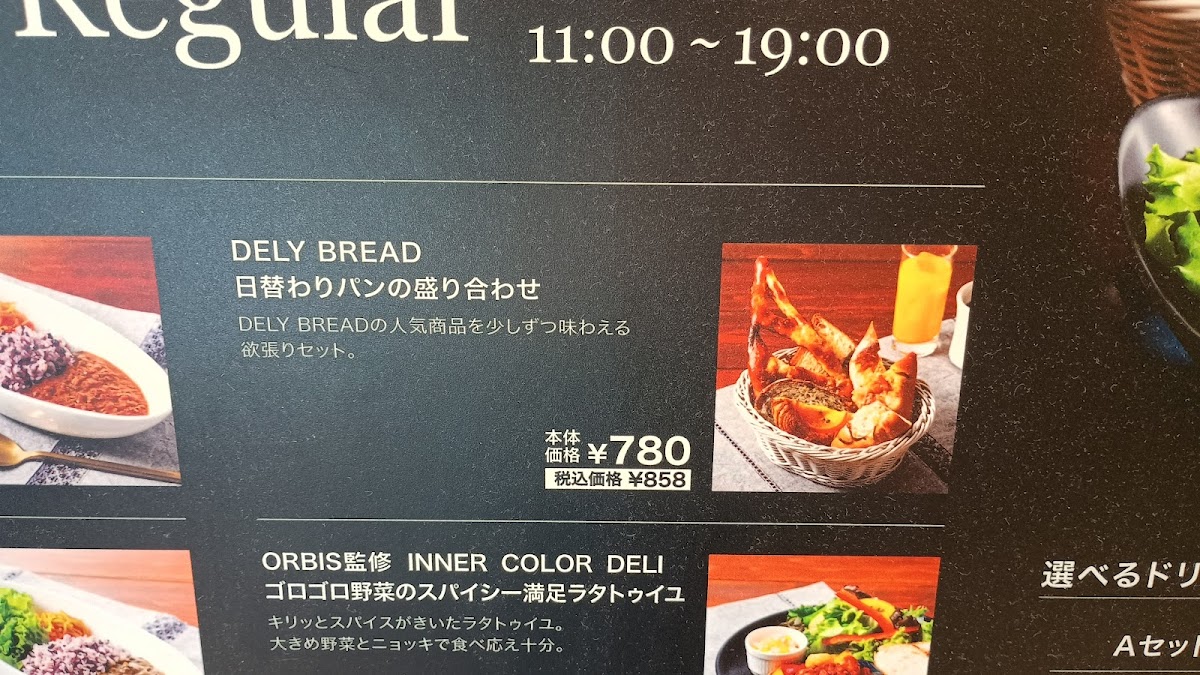 Regular
11:00~19:00
DELY BREAD
日替わりパンの盛り合わせ
DELY BREADの人気商品を少しずつ味わえる
欲張りセット。
本体
価格 ¥780
税込価格 ¥858
ORBIS監修 INNER COLOR DELI
ゴロゴロ野菜のスパイシー満足ラタトゥイユ
キリッとスパイスがきいたラタトゥイユ。
大きめ野菜とニョッキで食べ応え十分。
選べるドリ
Aセット